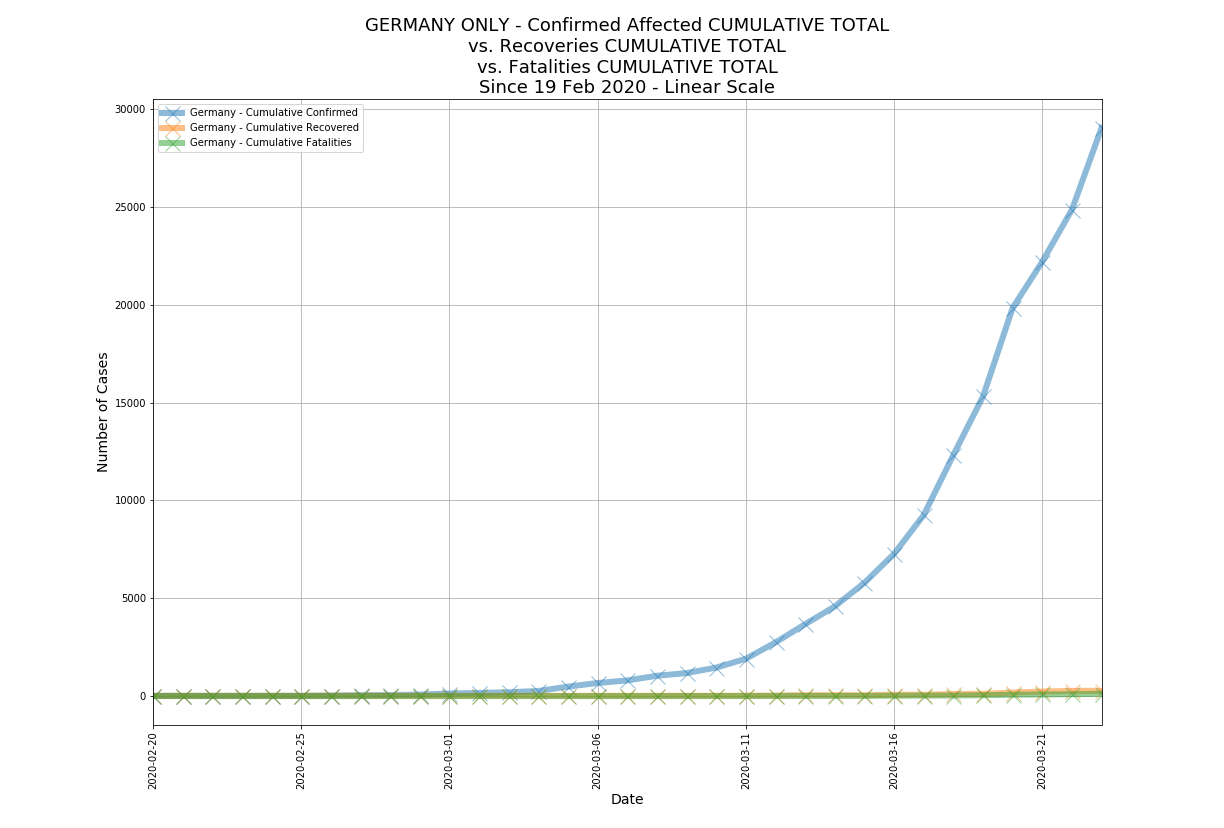 GERMANY ONLY - Confirmed Affected CUMULATIVE TOTAL
vs. Recoveries CUMULATIVE TOTAL
vs. Fatalities CUMULATIVE TOTAL
Since 19 Feb 2020 - Linear Scale
Germany - Cumulative Confirmed
Germany - Cumulative Recovered
Germany - Cumulative Fatalities
Number of Cases
30000
25000
20000
15000
10000
5000
0
2020-02-20
2020-02-25
2020-03-01
2020-03-06
2020-03-11
2020-03-16
2020-03-21
Date